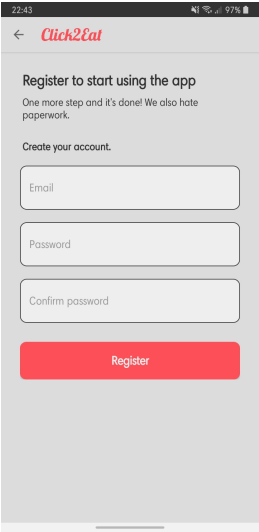 22:43 97%
Click2Eat
Register to start using the app
One more step and it's done! We also hate
paperwork.
Create your account.
Email
Password
Confirm password
Register